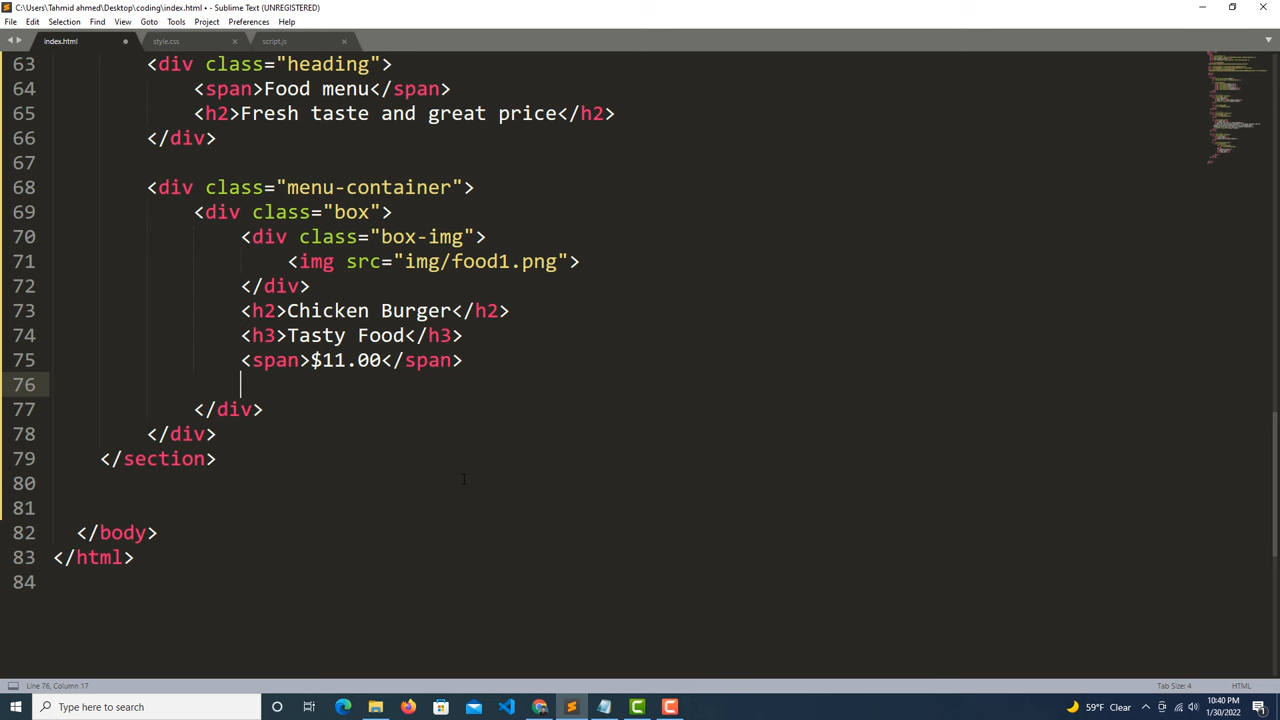 C:\Users\Tahmid ahmed\Desktop\coding\index.html • - Sublime Text (UNREGISTERED)
File Edit Selection Find View Goto Tools Project Preferences Help
index.html style.css script.js
63 <div class="heading">
64 <span>Food menu</span>
65 <h2>Fresh taste and great price</h2>
66 </div>
67
68 <div class="menu-container">
69 <div class="box">
70 <div class="box-img">
71 <img src="img/food1.png">
72 </div>
73 <h2>Chicken Burger</h2>
74 <h3>Tasty Food</h3>
75 <span>$11.00</span>
76
77 </div>
78 </div>
79 </section>
80
81
82 </body>
83 </html>
84
Line 76, Column 17 Tab Size: 4 HTML
Type here to search 59°F Clear 10:40 PM
1/30/2022